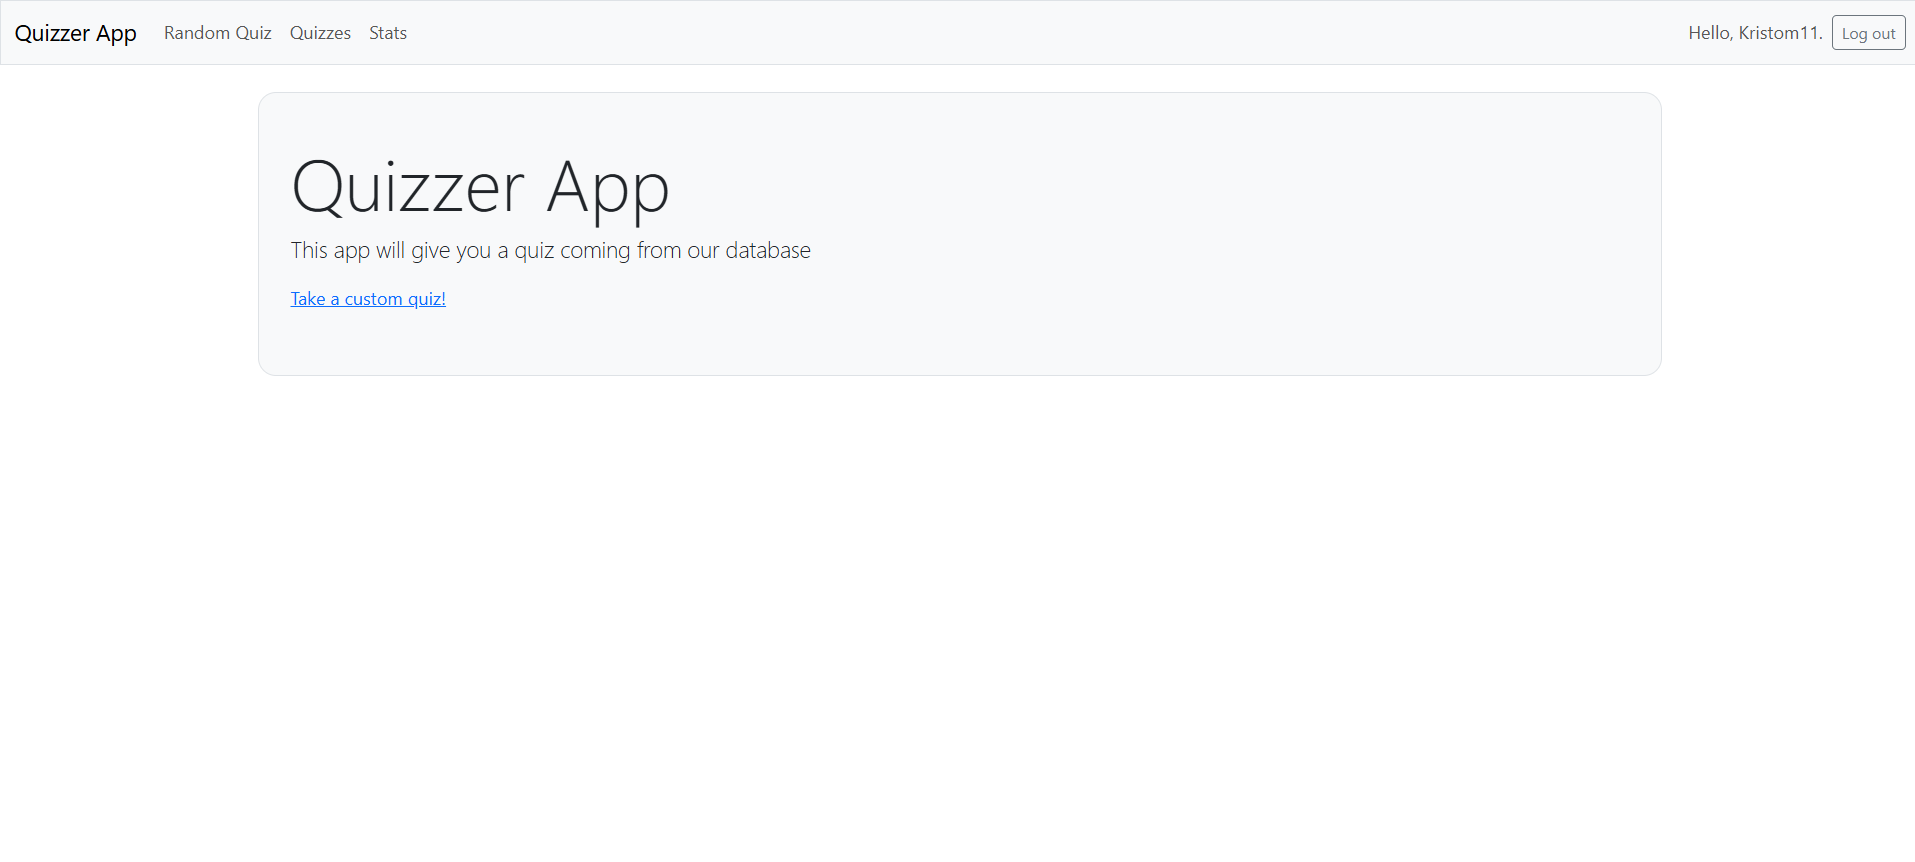 Quizzer App Random Quiz Quizzes Stats Hello, Kristom11. Log out
Quizzer App
This app will give you a quiz coming from our database
Take a custom quiz!